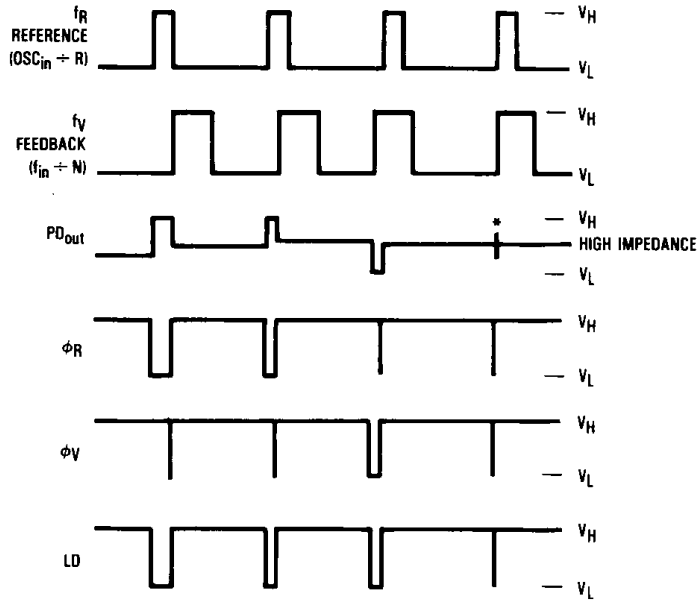 fR
REFERENCE
(OSCin ÷ R)
VH
VL
fV
FEEDBACK
(fin ÷ N)
VH
VL
PDout
*
VH
HIGH IMPEDANCE
VL
ϕR
VH
VL
ϕV
VH
VL
LD
VH
VL